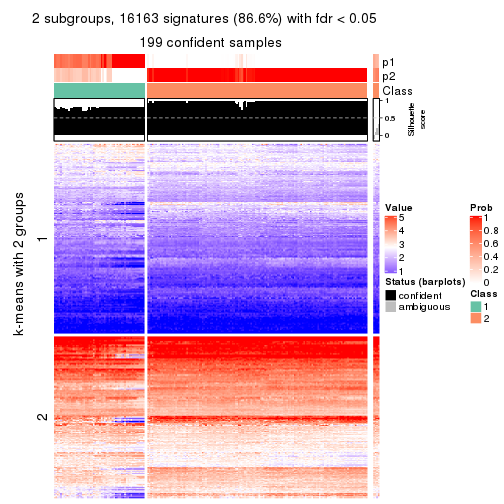 2 subgroups, 16163 signatures (86.6%) with fdr < 0.05
199 confident samples
p1
p2
Class
1
0.5
0
Silhouette
score
k-means with 2 groups
1
2
Value
5
4
3
2
1
Status (barplots)
confident
ambiguous
Prob
1
0.8
0.6
0.4
0.2
0
Class
1
2